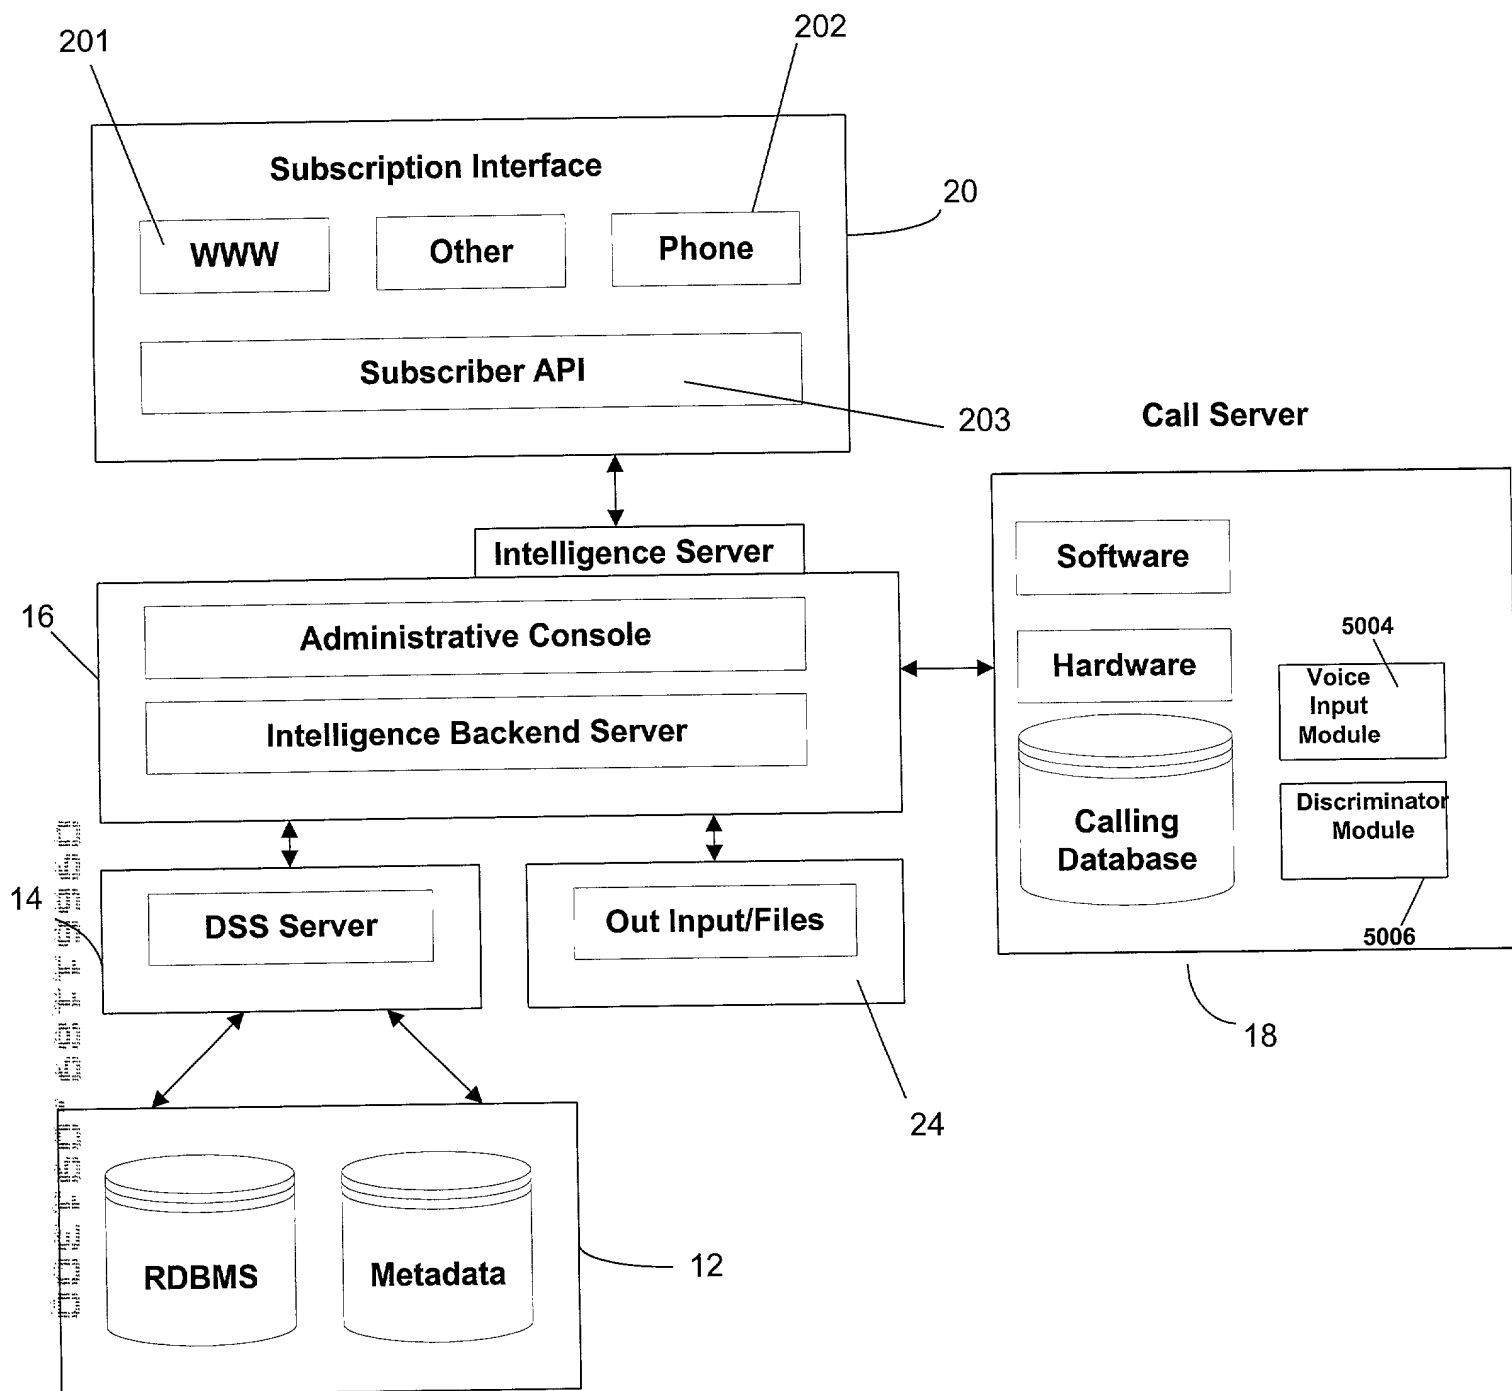 201
202
Subscription Interface
20
WWW
Other
Phone
Subscriber API
203
Call Server
Intelligence Server
Software
16
Administrative Console
5004
Hardware
Voice
Input
Module
Intelligence Backend Server
Discriminator
Module
Calling
Database
14
DSS Server
Out Input/Files
5006
18
24
RDBMS
Metadata
12